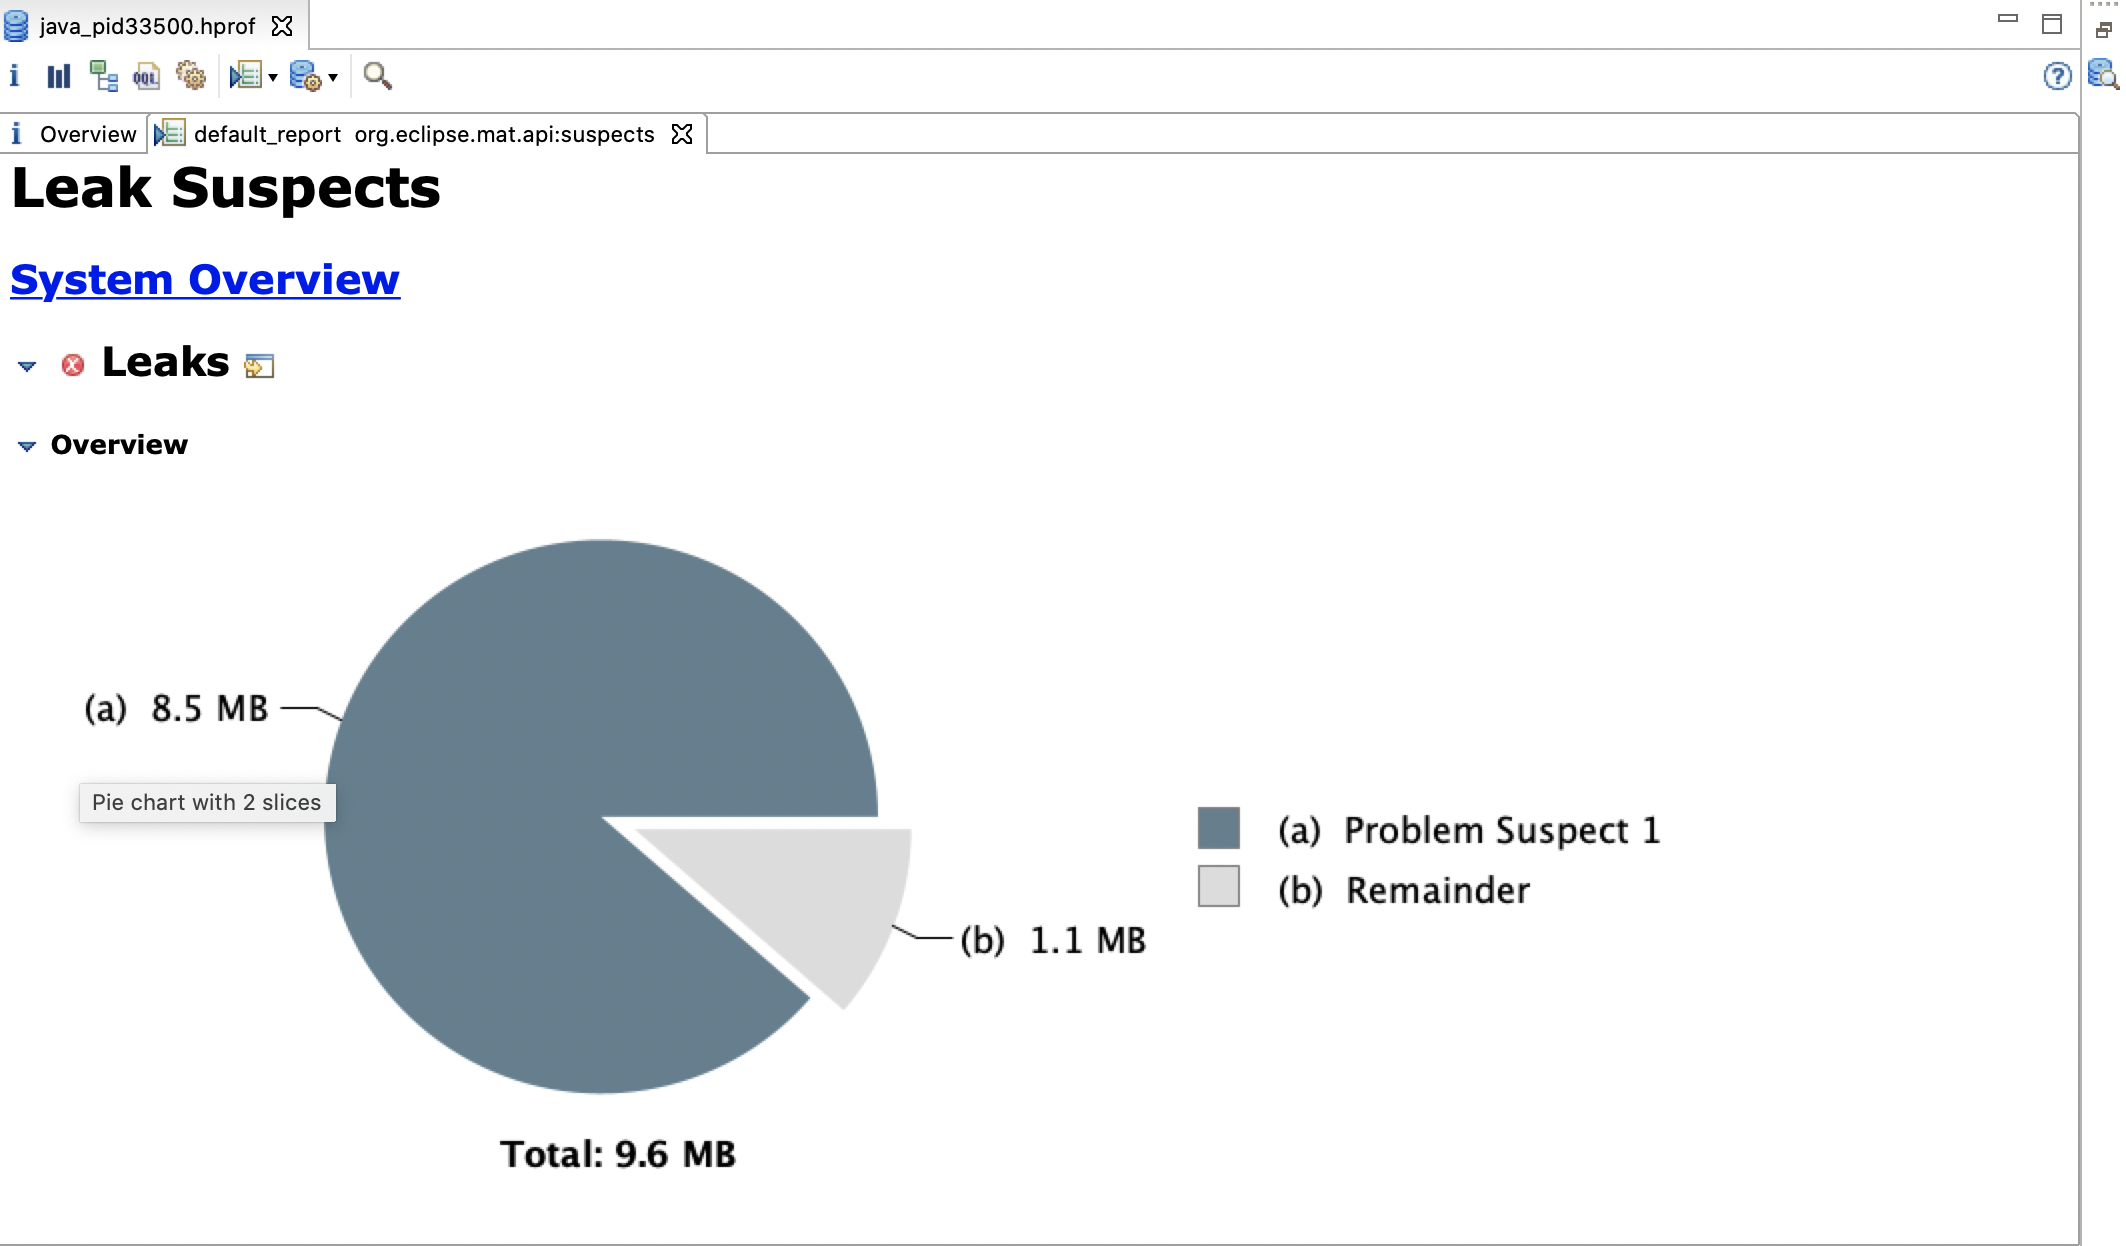 java_pid33500.hprof
OQL
Overview
default_report org.eclipse.mat.api:suspects
Leak Suspects
System Overview
Leaks
Overview
(a) 8.5 MB
Pie chart with 2 slices
(a) Problem Suspect 1
(b) Remainder
(b) 1.1 MB
Total: 9.6 MB